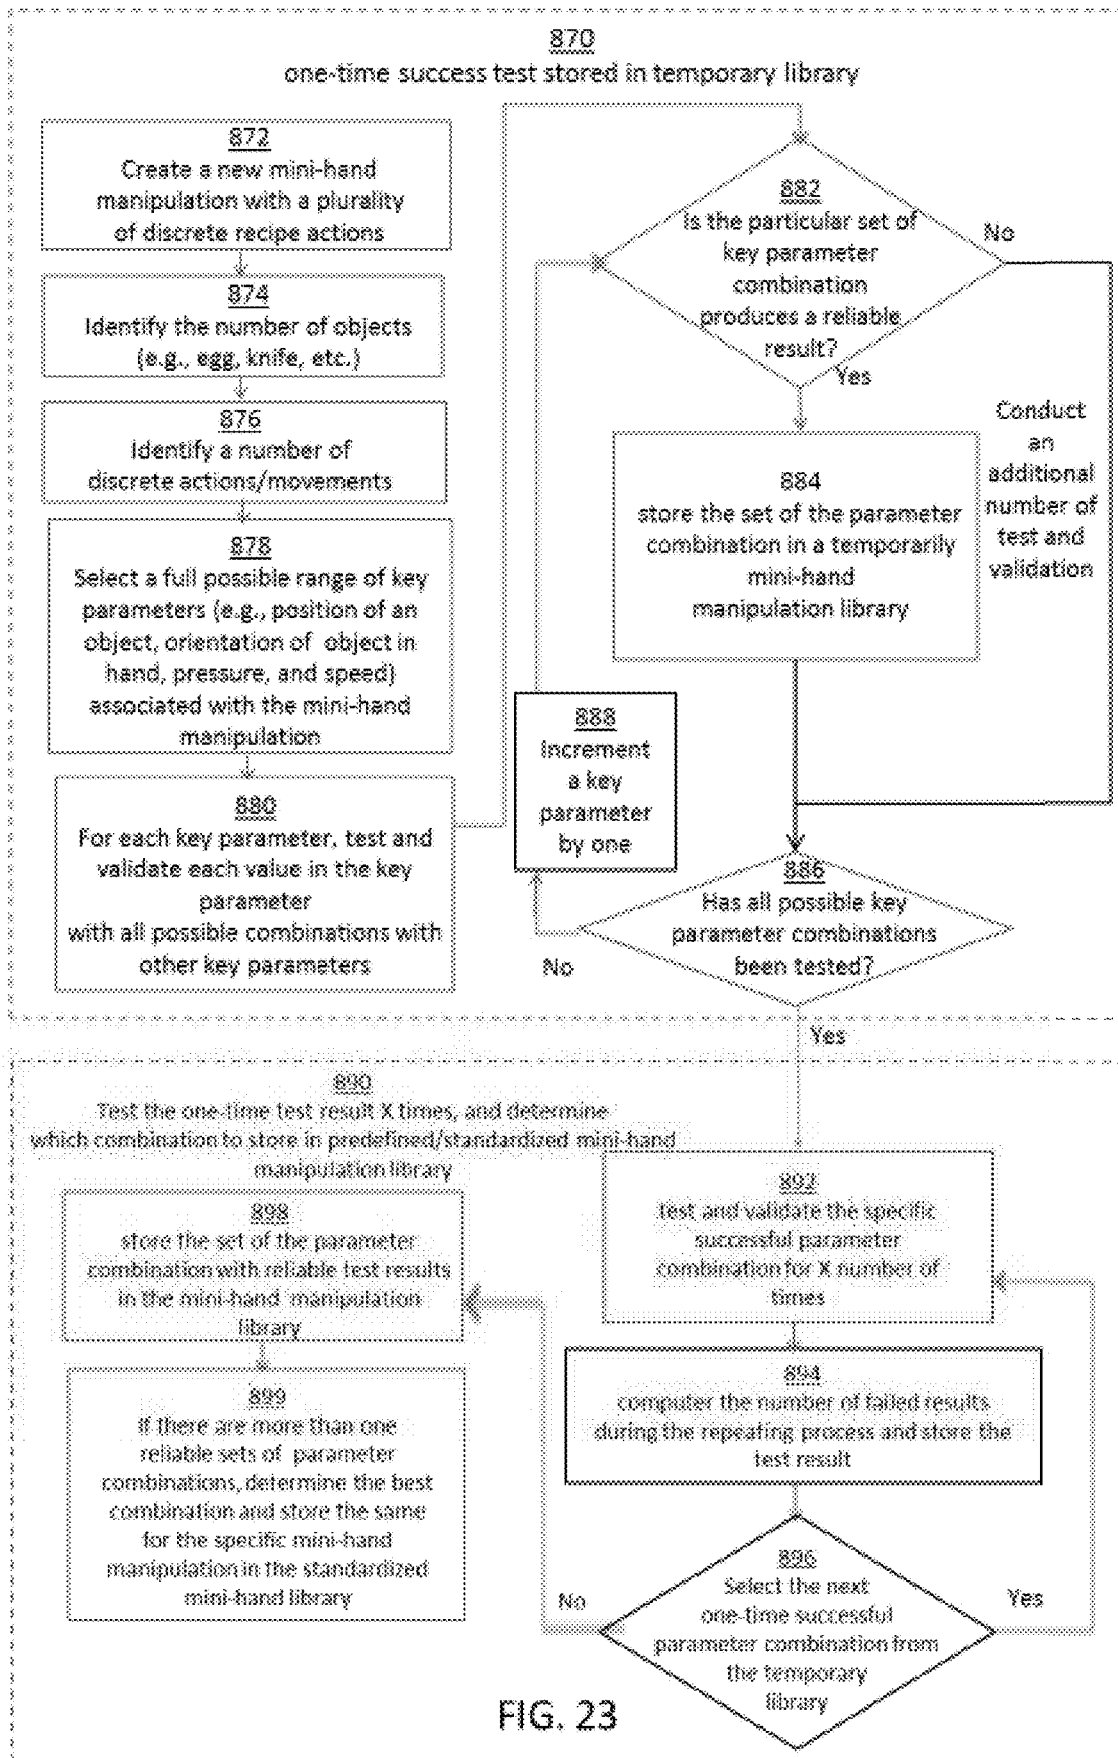 870
one-time success test stored in temporary library
872
Create a new mini-hand
manipulation with a plurality
of discrete recipe actions
874
Identify the number of objects
(e.g., egg, knife, etc.)
876
Identify a number of
discrete actions/movements
878
Select a full possible range of key
parameters (e.g., position of an
object, orientation of object in
hand, pressure, and speed)
associated with the mini-hand
manipulation
880
For each key parameter, test and
validate each value in the key
parameter
with all possible combinations with
other key parameters
882
Is the particular set of
key parameter
combination
produces a reliable
result?
No
Yes
Conduct
an
additional
number of
test and
validation
884
store the set of the parameter
combination in a temporarily
mini-hand
manipulation library
888
Increment
a key
parameter
by one
886
Has all possible key
parameter combinations
been tested?
No
Yes
890
Test the one-time test result X times, and determine
which combination to store in predefined/standardized mini-hand
manipulation library
892
test and validate the specific
successful parameter
combination for X number of
times
894
computer the number of failed results
during the repeating process and store the
test result
896
Select the next
one-time successful
parameter combination from
the temporary
library
No
Yes
898
store the set of the parameter
combination with reliable test results
in the mini-hand manipulation
library
899
If there are more than one
reliable sets of parameter
combinations, determine the best
combination and store the same
for the specific mini-hand
manipulation in the standardized
mini-hand library
FIG. 23